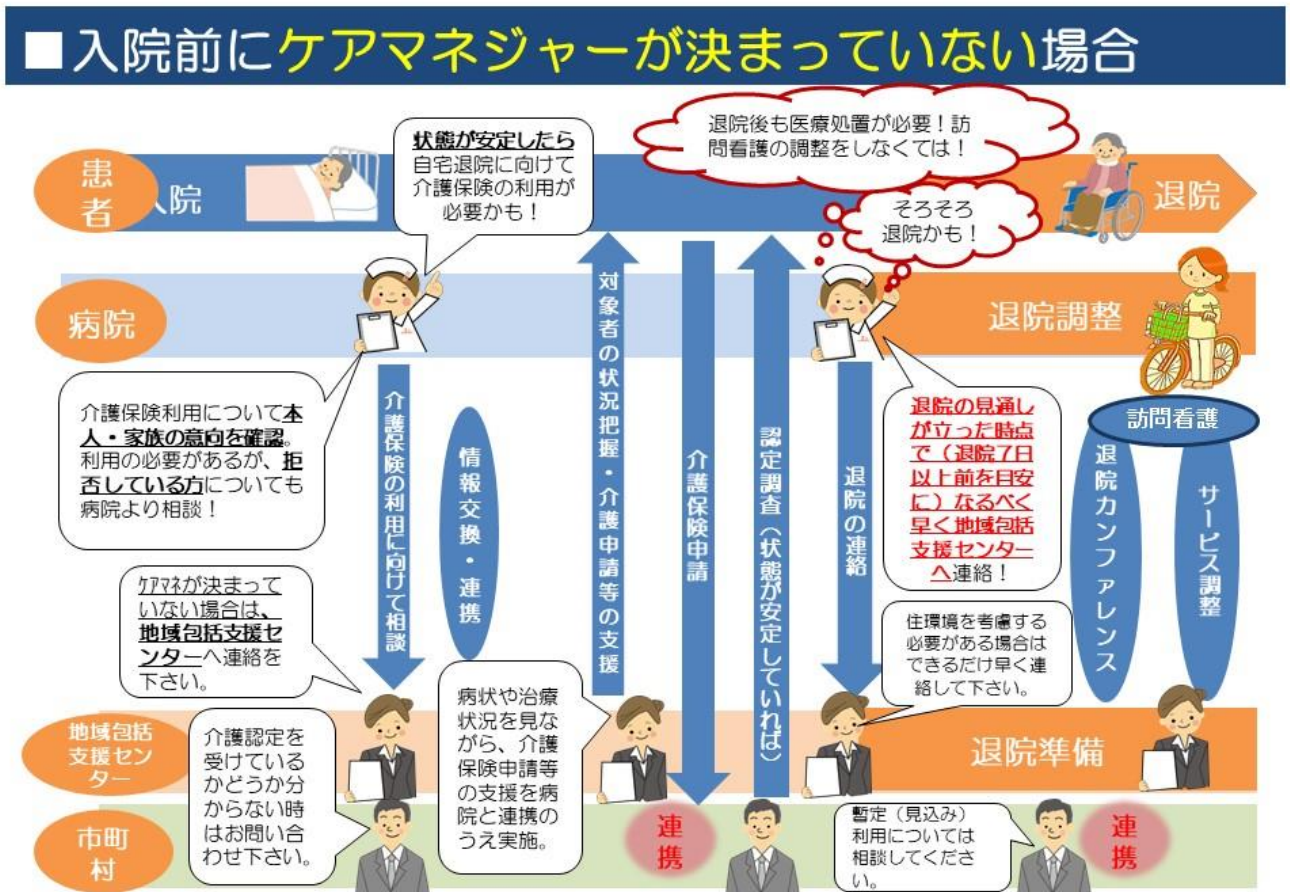 ■入院前にケアマネジャーが決まっていない場合
患
者
入院
状態が安定したら
自宅退院に向けて
介護保険の利用が
必要かも！
退院後も医療処置が必要！訪
問看護の調整をしなくては！
そろそろ
退院かも！
退院
病院
退院調整
介護保険利用について本
人・家族の意向を確認。
利用の必要があるが、拒
否している方についても
病院より相談！
介護保険の利用に向けて相談
情報交換・連携
対象者の状況把握・介護申請等の支援
介護保険申請
認定調査（状態が安定していれば）
退院の連絡
退院の見通し
が立った時点
で（退院７日
以上前を目安
に）なるべく
早く地域包括
支援センター
へ連絡！
訪問看護
退院カンファレンス
サービス調整
ｹｱﾏﾈが決まって
いない場合は、
地域包括支援セ
ンターへ連絡を
下さい。
住環境を考慮する
必要がある場合は
できるだけ早く連
絡して下さい。
地域包括
支援セン
ター
介護認定を
受けている
かどうか分
からない時
はお問い合
わせ下さい。
病状や治療
状況を見な
がら、介護
保険申請等
の支援を病
院と連携の
うえ実施。
退院準備
市町
村
連
携
暫定（見込み）
利用については
相談してくださ
い。
連
携